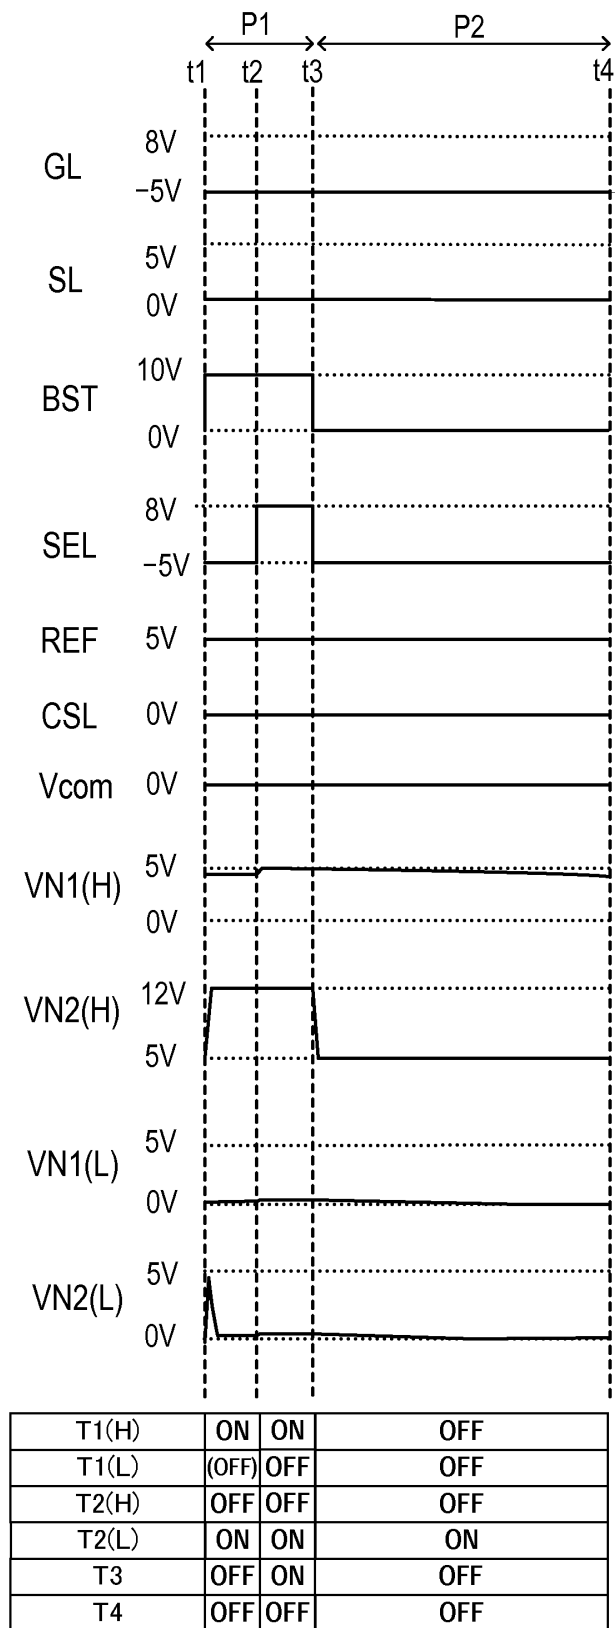 P1 P2
t1 t2 t3 t4
8V
GL
−5V
5V
SL
0V
10V
BST
0V
8V
SEL
−5V
REF 5V
CSL 0V
Vcom 0V
5V
VN1(H)
0V
12V
VN2(H)
5V
5V
VN1(L)
0V
5V
VN2(L)
0V
T1(H) ON ON OFF
T1(L) (OFF) OFF OFF
T2(H) OFF OFF OFF
T2(L) ON ON ON
T3 OFF ON OFF
T4 OFF OFF OFF